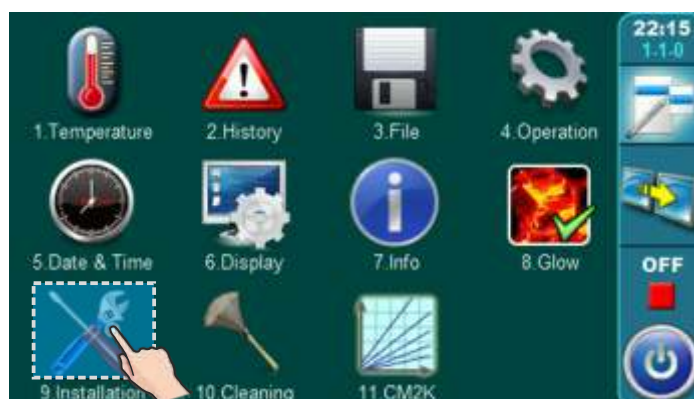 22:15
1-1-0
1.Temperature
2.History
3.File
4.Operation
5.Date & Time
6.Display
7.Info
8.Glow
OFF
9.Installation
10.Cleaning
11.CM2K